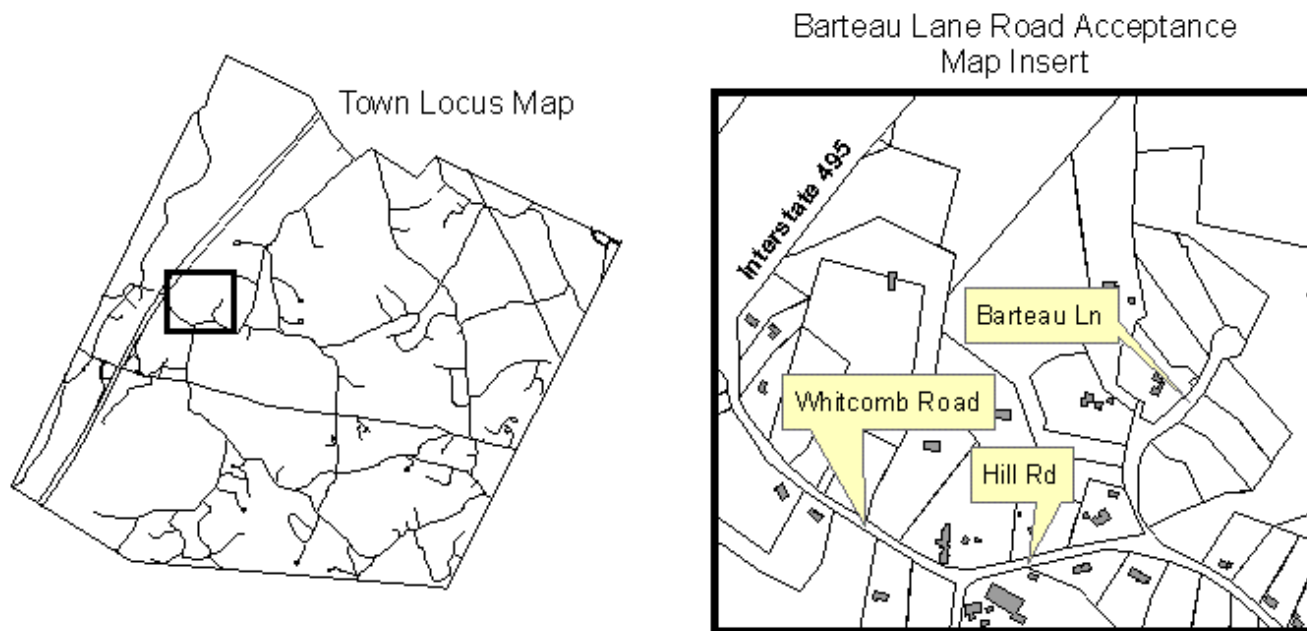 Town Locus Map
Barteau Lane Road Acceptance
Map Insert
Interstate 495
Barteau Ln
Whitcomb Road
Hill Rd